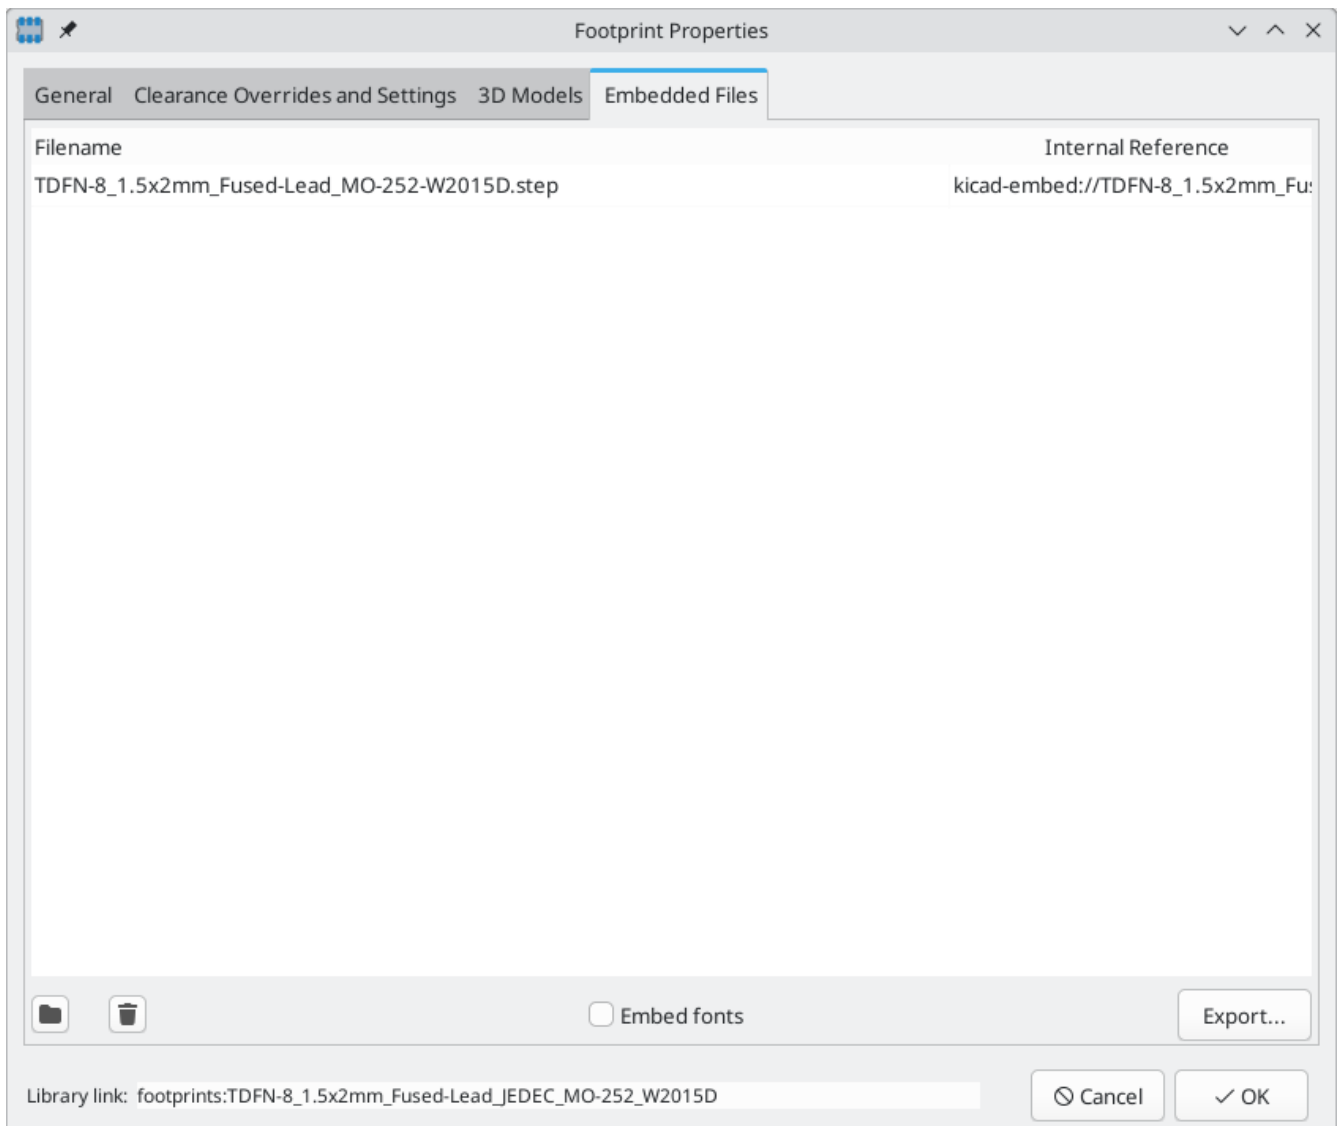 Footprint Properties
General Clearance Overrides and Settings 3D Models Embedded Files
Filename Internal Reference
TDFN-8_1.5x2mm_Fused-Lead_MO-252-W2015D.step kicad-embed://TDFN-8_1.5x2mm_Fus
Embed fonts Export...
Library link: footprints:TDFN-8_1.5x2mm_Fused-Lead_JEDEC_MO-252_W2015D Cancel OK